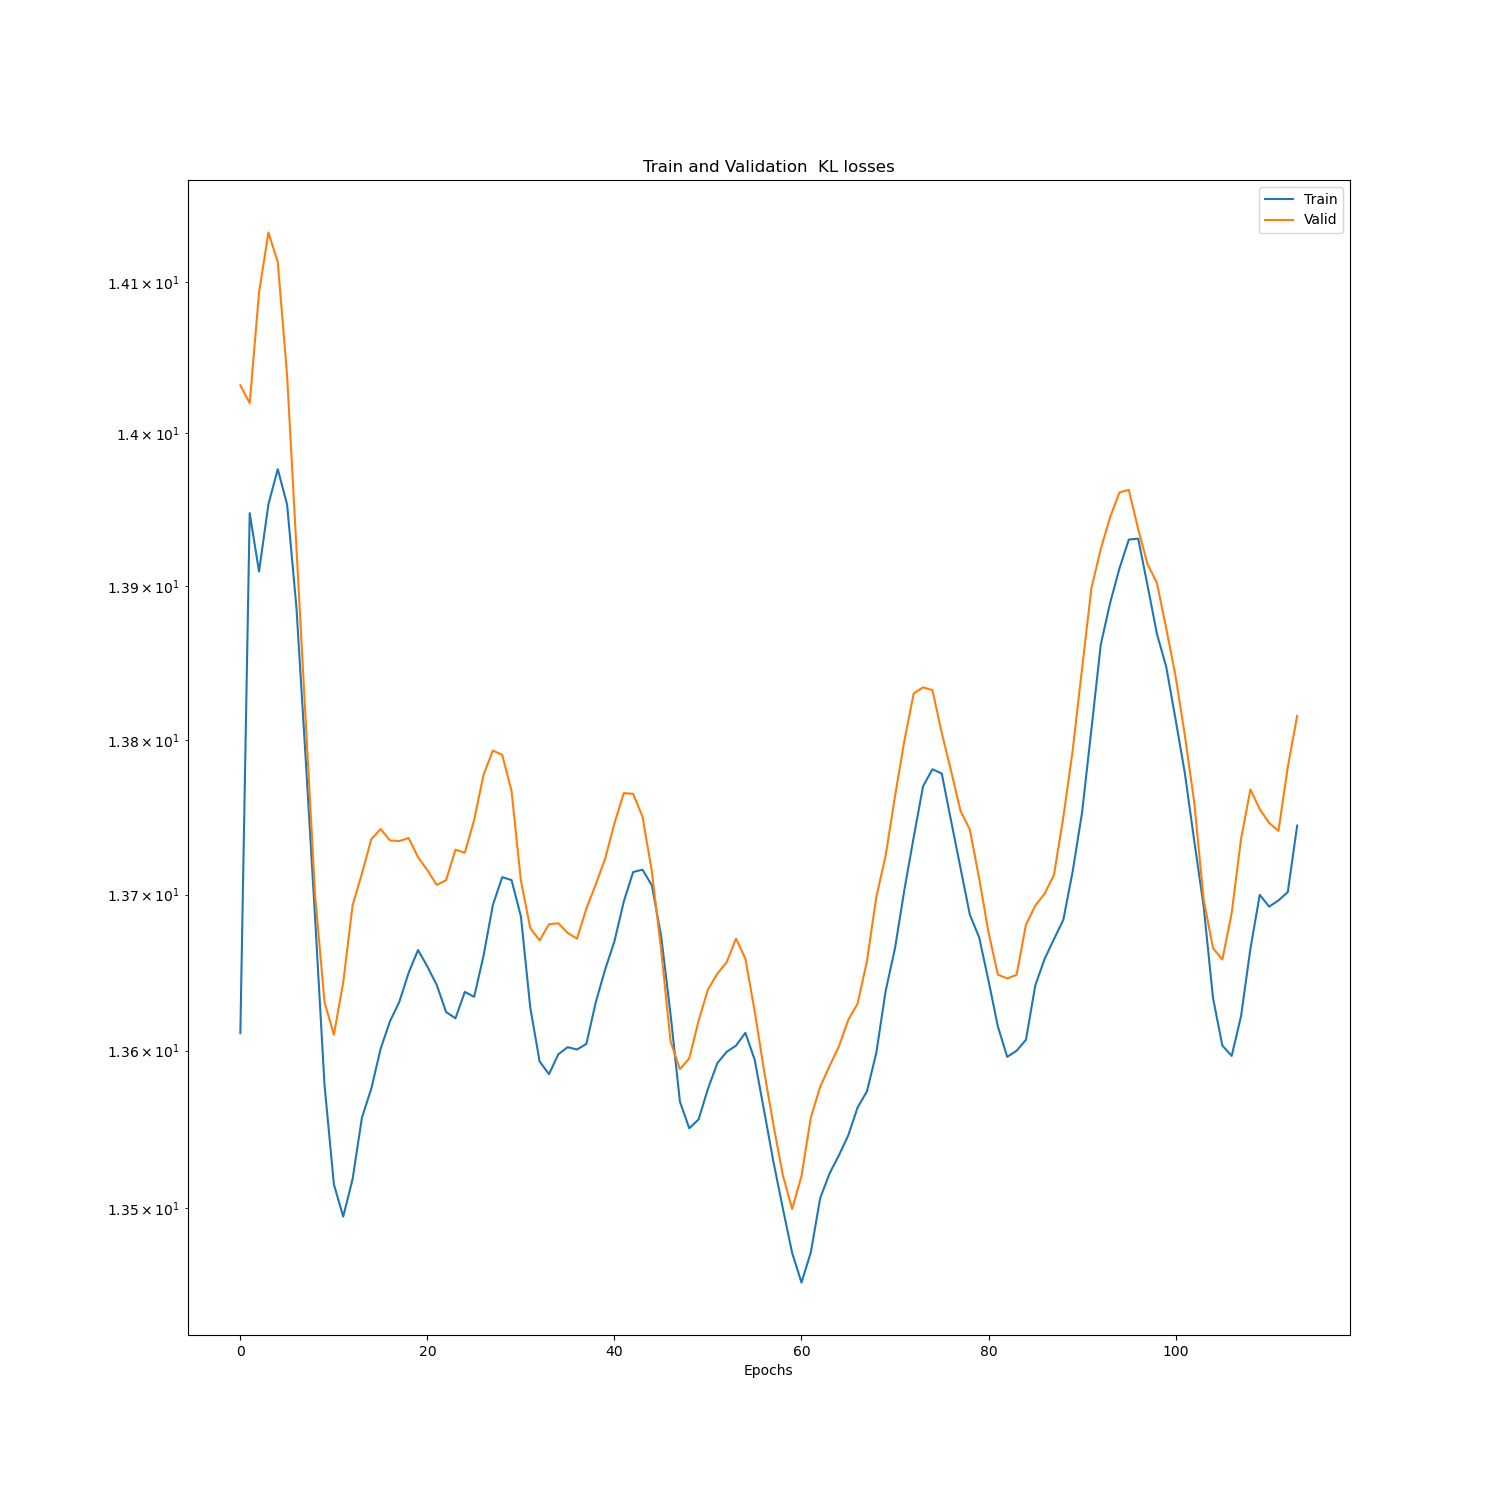 Train and Validation  KL losses
Train
Valid
1.41 × 10¹
1.4 × 10¹
1.39 × 10¹
1.38 × 10¹
1.37 × 10¹
1.36 × 10¹
1.35 × 10¹
0 20 40 60 80 100
Epochs